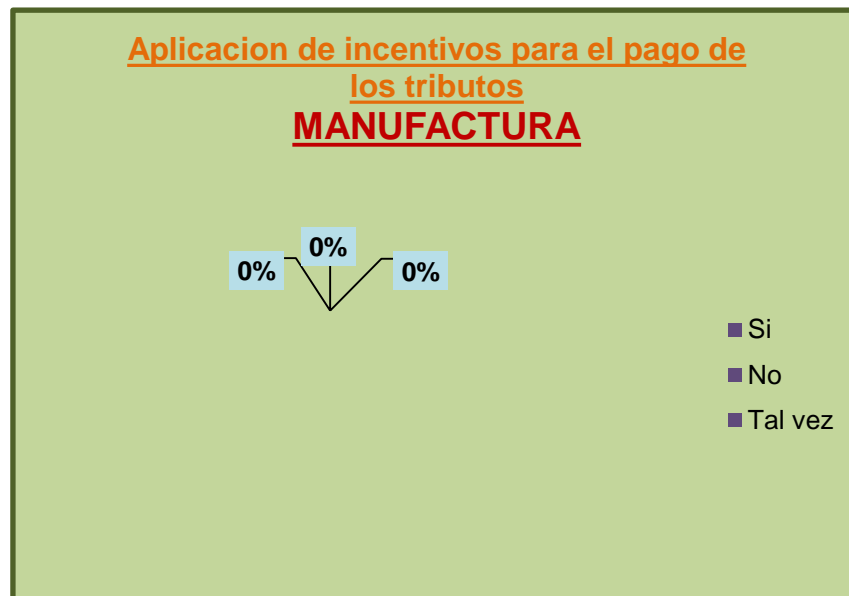 Aplicacion de incentivos para el pago de
los tributos
MANUFACTURA
0%
0%
0%
Si
No
Tal vez